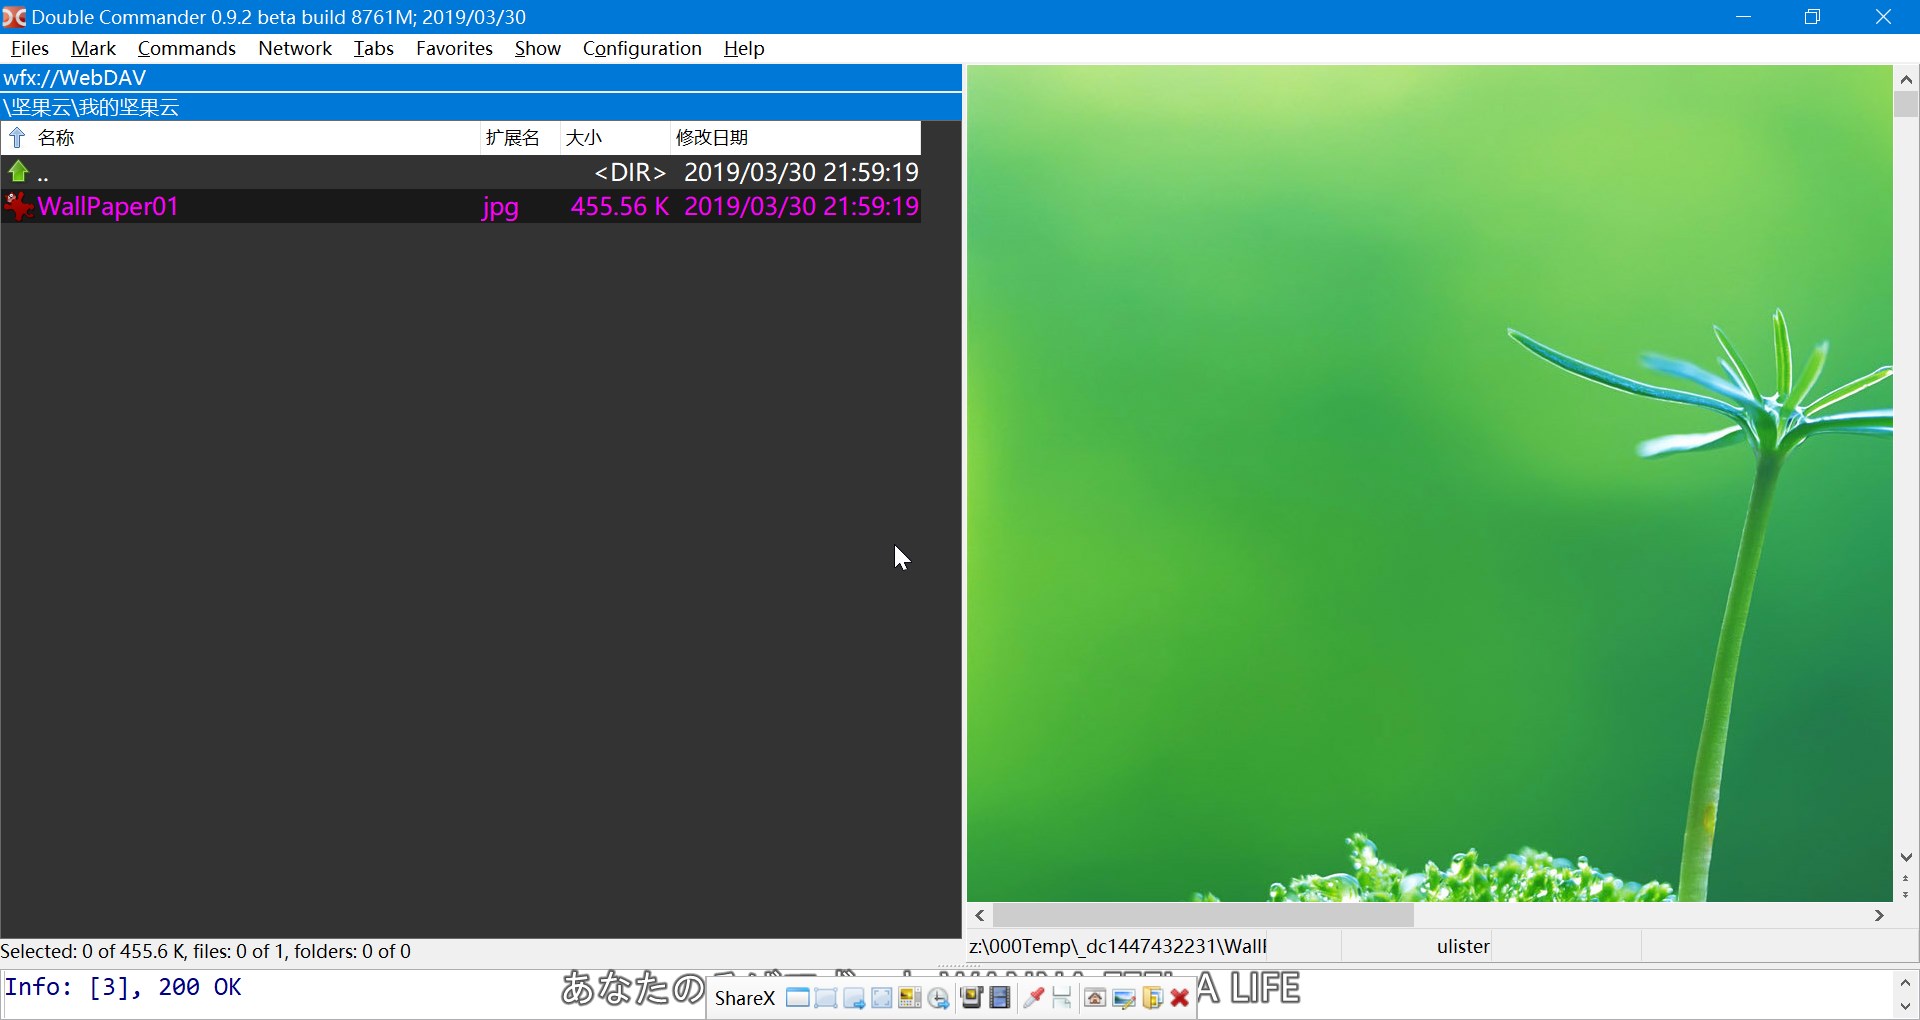 Double Commander 0.9.2 beta build 8761M; 2019/03/30
Files Mark Commands Network Tabs Favorites Show Configuration Help
wfx://WebDAV
\坚果云\我的坚果云
名称 扩展名 大小 修改日期
.. <DIR> 2019/03/30 21:59:19
WallPaper01 jpg 455.56 K 2019/03/30 21:59:19
z:\000Temp\_dc1447432231\Wall ulister
Selected: 0 of 455.6 K, files: 0 of 1, folders: 0 of 0
Info: [3], 200 OK
あなたの A LIFE
ShareX